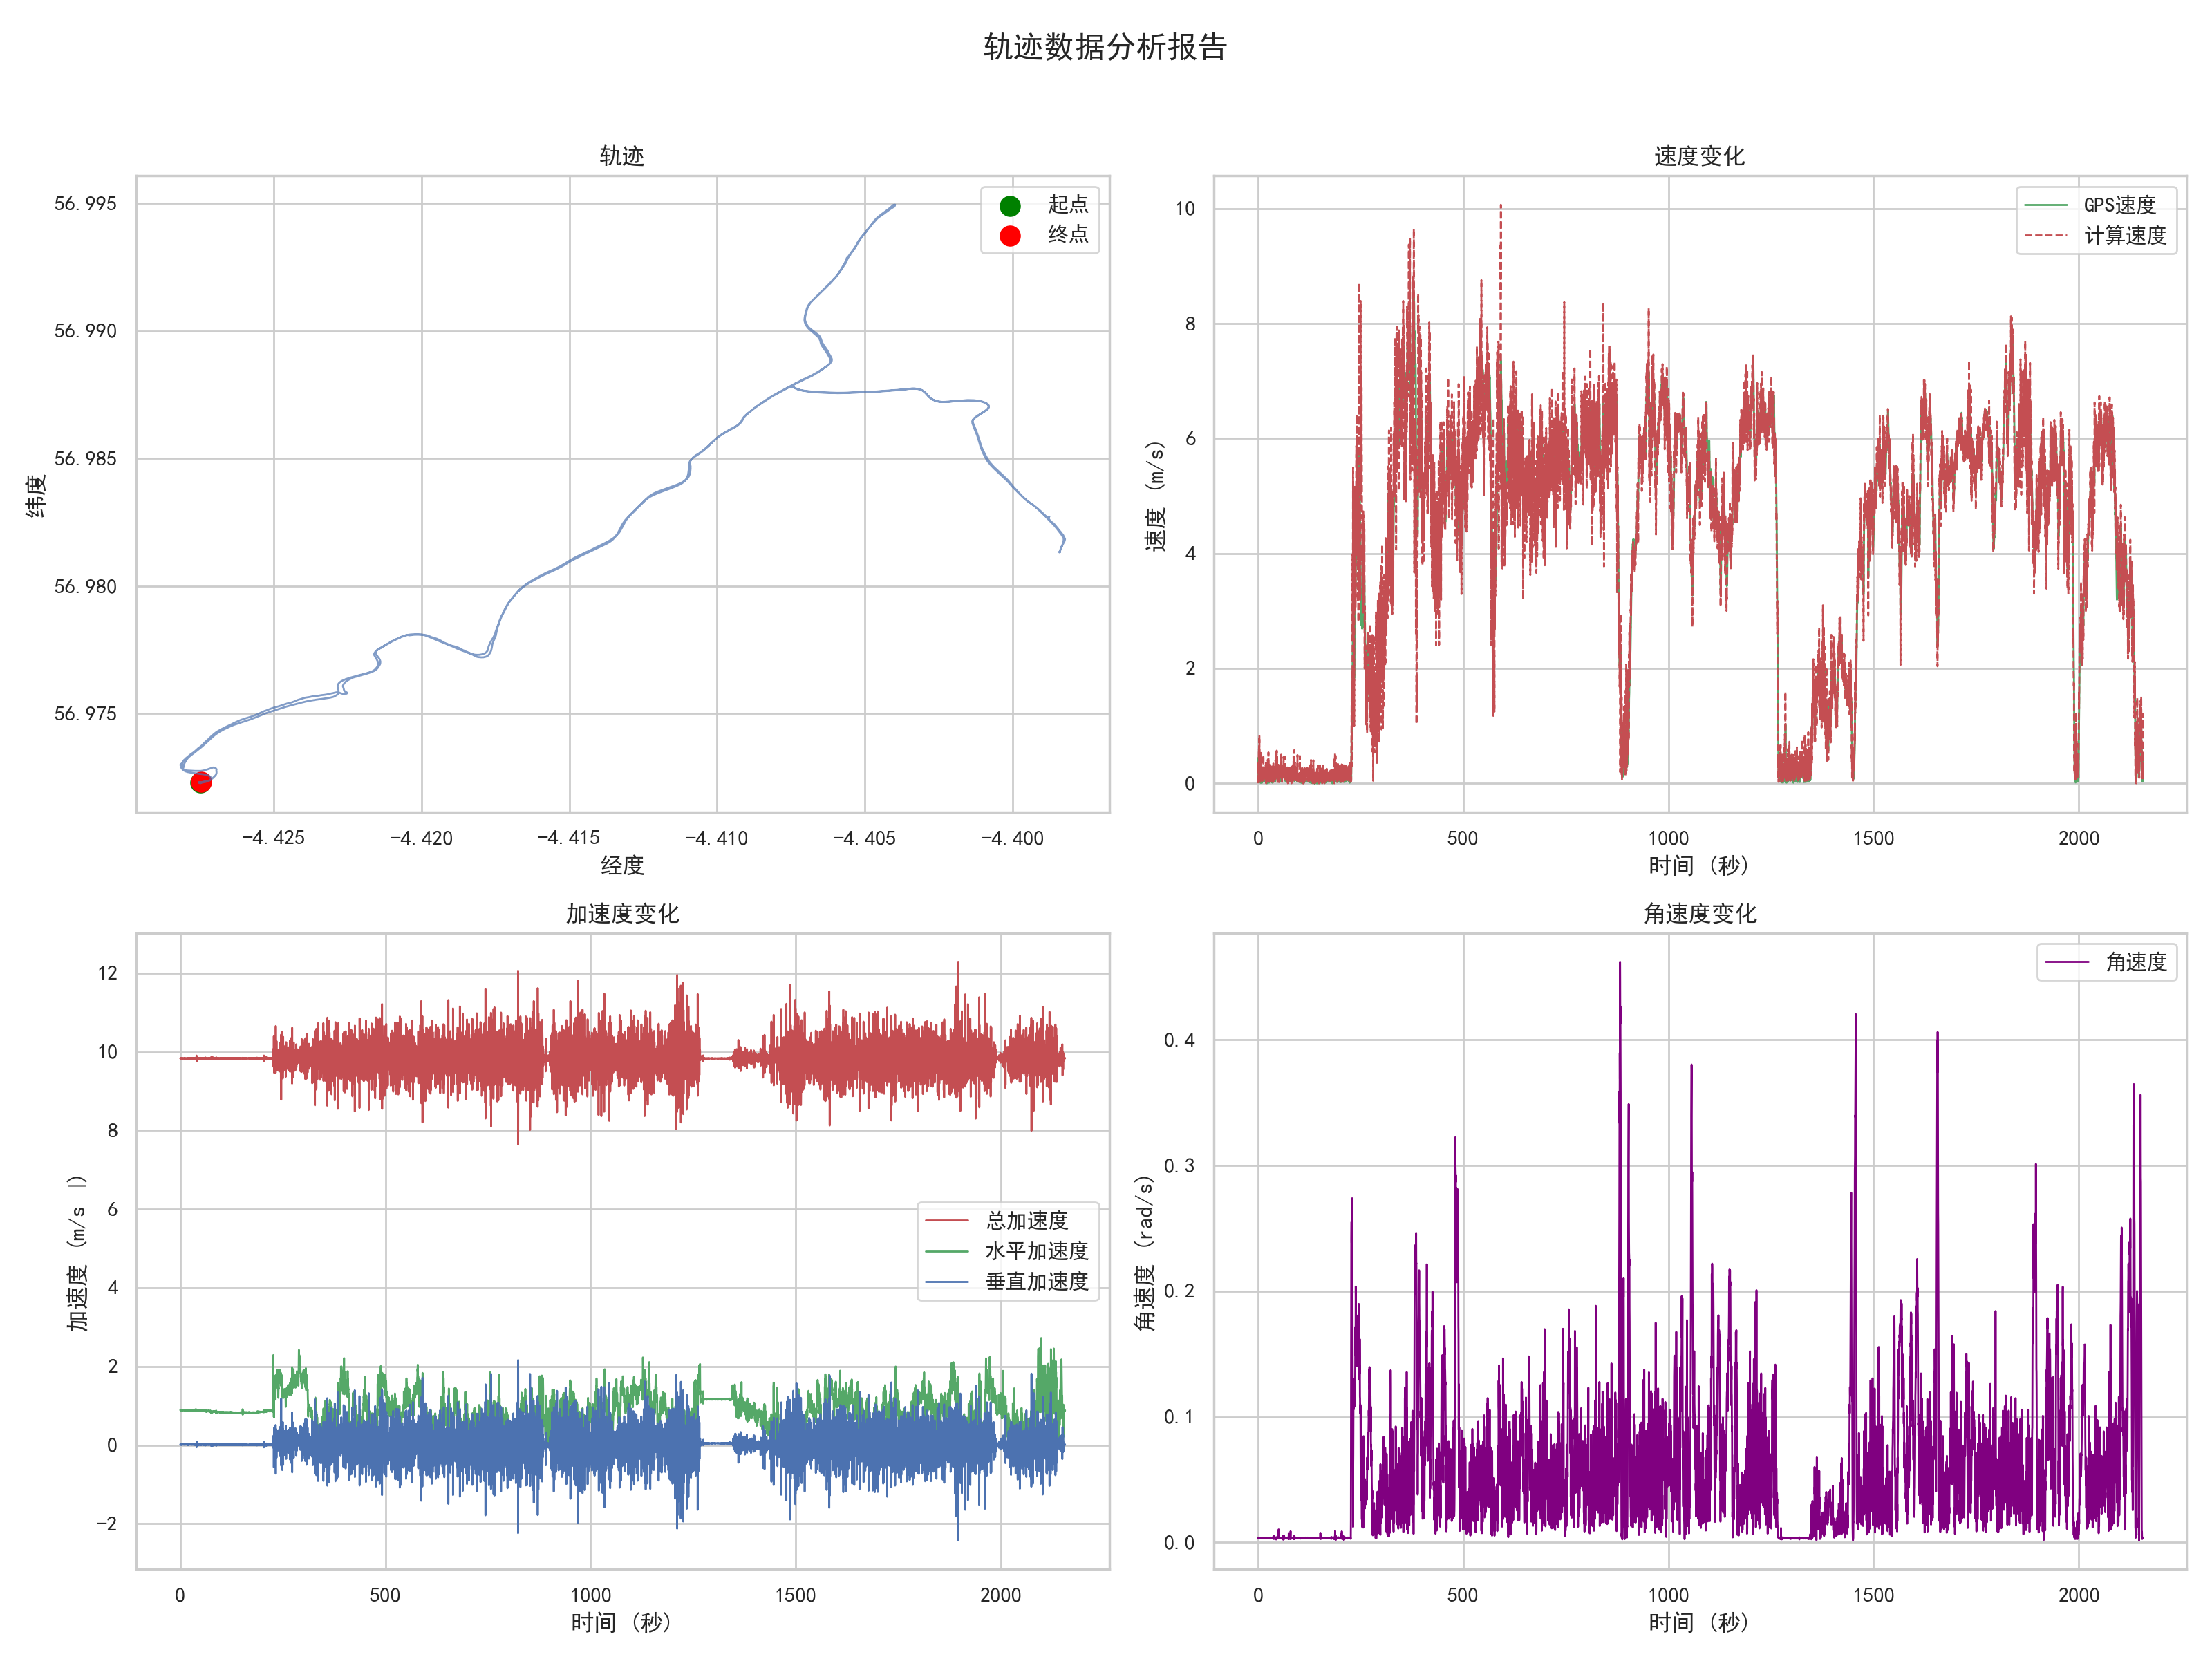 轨迹数据分析报告
轨迹
起点
终点
56.995
56.990
56.985
56.980
56.975
纬度
−4.425 −4.420 −4.415 −4.410 −4.405 −4.400
经度
速度变化
GPS速度
计算速度
10
8
6
4
2
0
速度 (m/s)
0 500 1000 1500 2000
时间 (秒)
加速度变化
12
10
8
6
4
2
0
−2
加速度 (m/s□)
总加速度
水平加速度
垂直加速度
0 500 1000 1500 2000
时间 (秒)
角速度变化
角速度
0.4
0.3
0.2
0.1
0.0
角速度 (rad/s)
0 500 1000 1500 2000
时间 (秒)